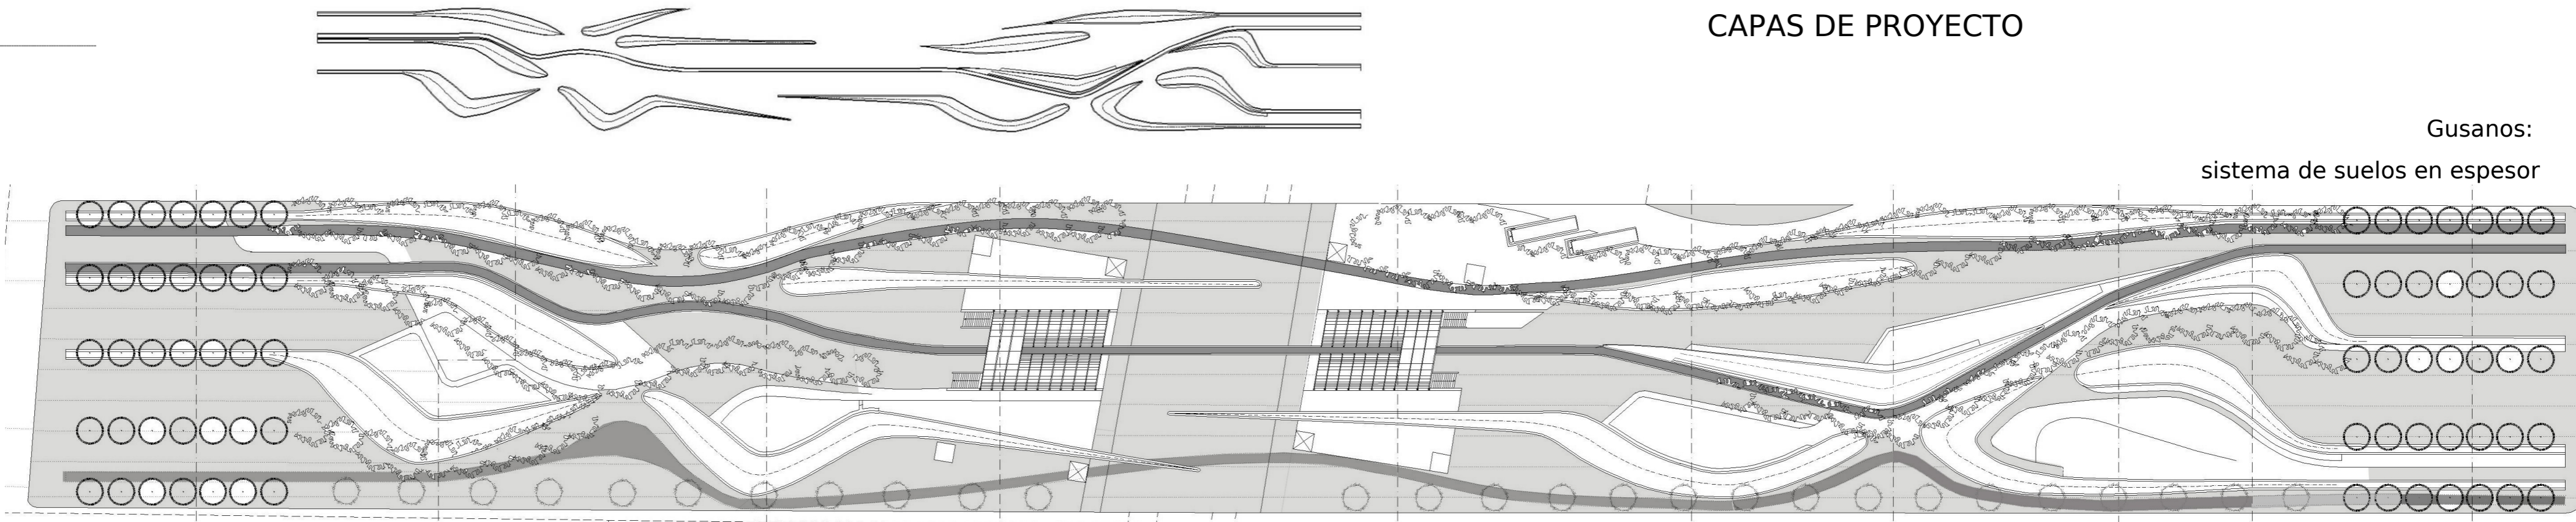 CAPAS DE PROYECTO
Gusanos:
sistema de suelos en espesor